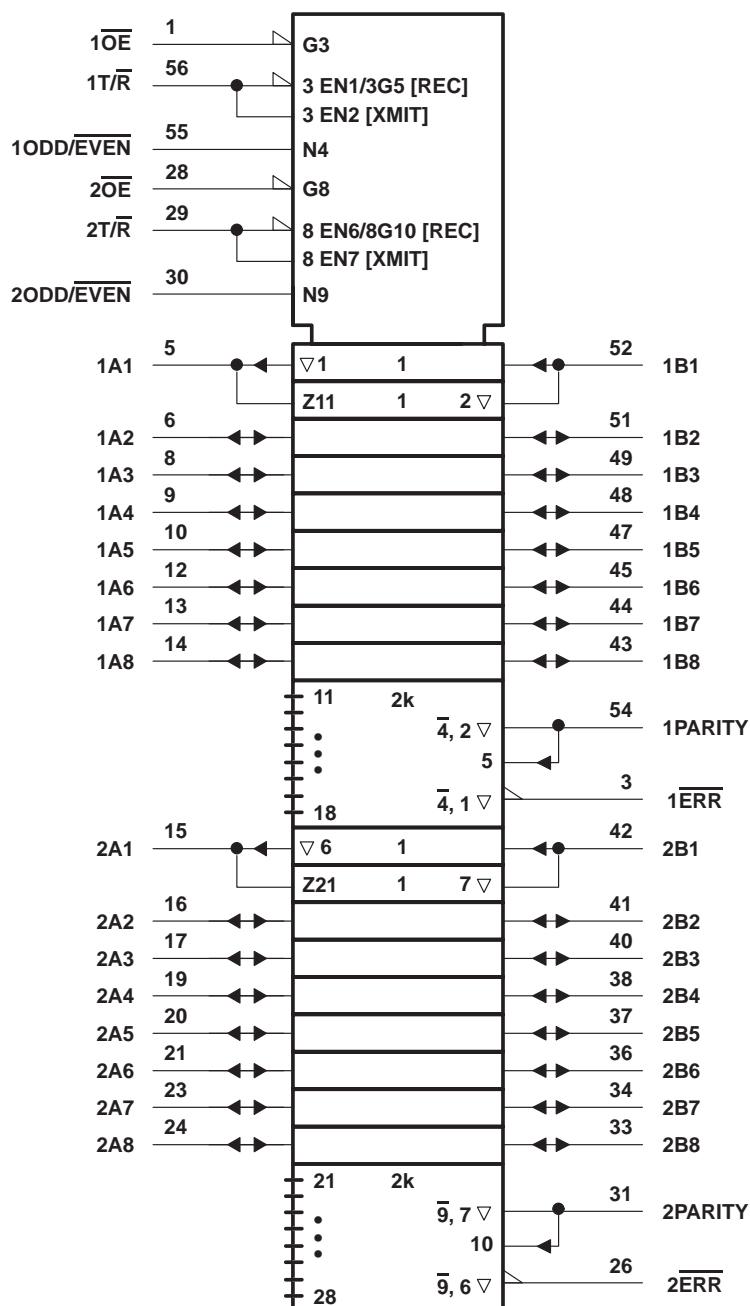 1O̅E̅ 1 G3
1T/R̅ 56 3 EN1/3G5 [REC]
3 EN2 [XMIT]
1ODD/E̅V̅E̅N̅ 55 N4
2O̅E̅ 28 G8
2T/R̅ 29 8 EN6/8G10 [REC]
8 EN7 [XMIT]
2ODD/E̅V̅E̅N̅ 30 N9
1A1 5 ▽1 1 52 1B1
Z11 1 2 ▽
1A2 6 51 1B2
1A3 8 49 1B3
1A4 9 48 1B4
1A5 10 47 1B5
1A6 12 45 1B6
1A7 13 44 1B7
1A8 14 43 1B8
11 2k
4̅, 2 ▽ 54 1PARITY
5
18 4̅, 1 ▽ 3 1E̅R̅R̅
2A1 15 ▽6 1 42 2B1
Z21 1 7 ▽
2A2 16 41 2B2
2A3 17 40 2B3
2A4 19 38 2B4
2A5 20 37 2B5
2A6 21 36 2B6
2A7 23 34 2B7
2A8 24 33 2B8
21 2k
9̅, 7 ▽ 31 2PARITY
10
28 9̅, 6 ▽ 26 2E̅R̅R̅